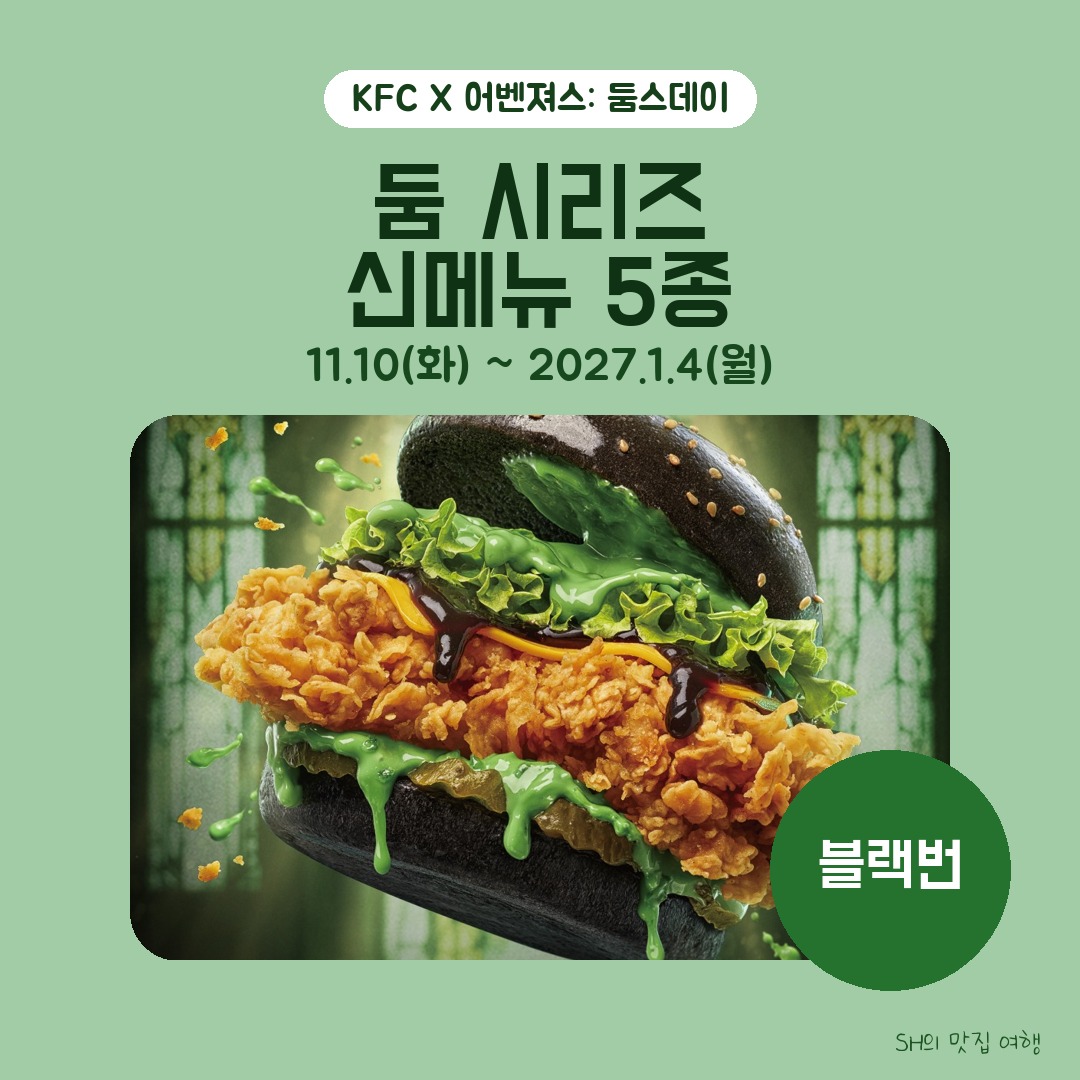 KFC X 어벤져스: 둠스데이
둠 시리즈
신메뉴 5종
11.10(화) ~ 2027.1.4(월)
블랙번
SH의 맛집 여행